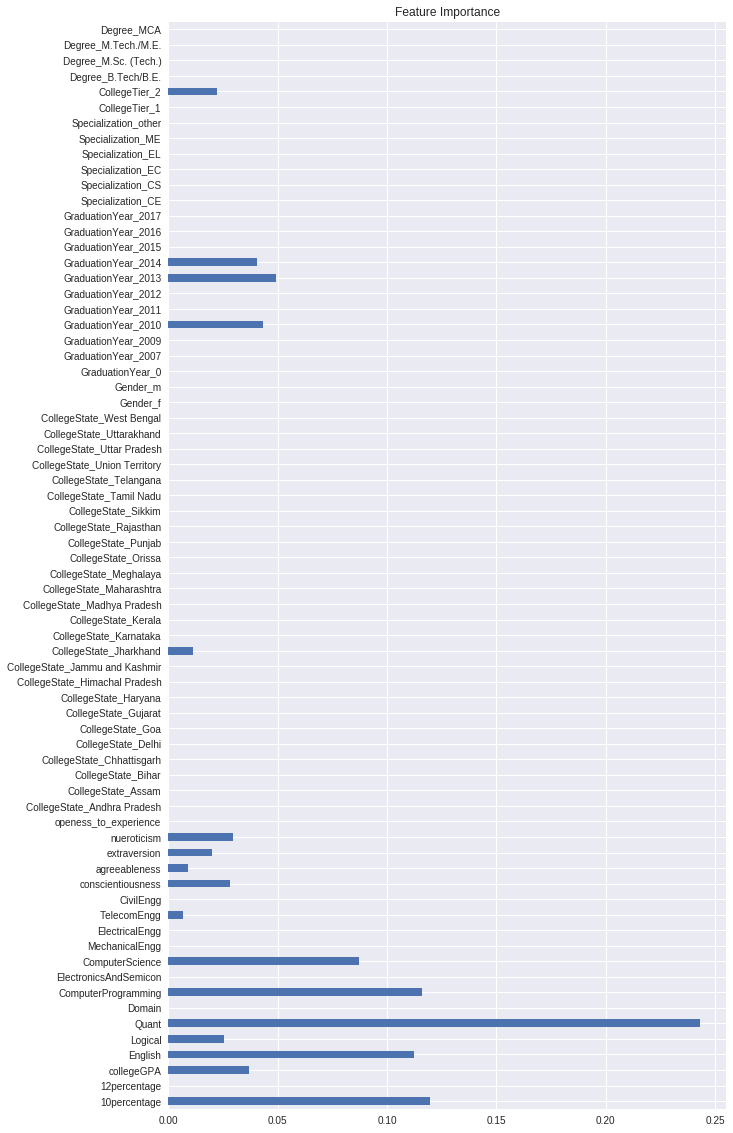 Feature Importance
Degree_MCA
Degree_M.Tech./M.E.
Degree_M.Sc. (Tech.)
Degree_B.Tech/B.E.
CollegeTier_2
CollegeTier_1
Specialization_other
Specialization_ME
Specialization_EL
Specialization_EC
Specialization_CS
Specialization_CE
GraduationYear_2017
GraduationYear_2016
GraduationYear_2015
GraduationYear_2014
GraduationYear_2013
GraduationYear_2012
GraduationYear_2011
GraduationYear_2010
GraduationYear_2009
GraduationYear_2007
GraduationYear_0
Gender_m
Gender_f
CollegeState_West Bengal
CollegeState_Uttarakhand
CollegeState_Uttar Pradesh
CollegeState_Union Territory
CollegeState_Telangana
CollegeState_Tamil Nadu
CollegeState_Sikkim
CollegeState_Rajasthan
CollegeState_Punjab
CollegeState_Orissa
CollegeState_Meghalaya
CollegeState_Maharashtra
CollegeState_Madhya Pradesh
CollegeState_Kerala
CollegeState_Karnataka
CollegeState_Jharkhand
CollegeState_Jammu and Kashmir
CollegeState_Himachal Pradesh
CollegeState_Haryana
CollegeState_Gujarat
CollegeState_Goa
CollegeState_Delhi
CollegeState_Chhattisgarh
CollegeState_Bihar
CollegeState_Assam
CollegeState_Andhra Pradesh
openess_to_experience
nueroticism
extraversion
agreeableness
conscientiousness
CivilEngg
TelecomEngg
ElectricalEngg
MechanicalEngg
ComputerScience
ElectronicsAndSemicon
ComputerProgramming
Domain
Quant
Logical
English
collegeGPA
12percentage
10percentage
0.00 0.05 0.10 0.15 0.20 0.25